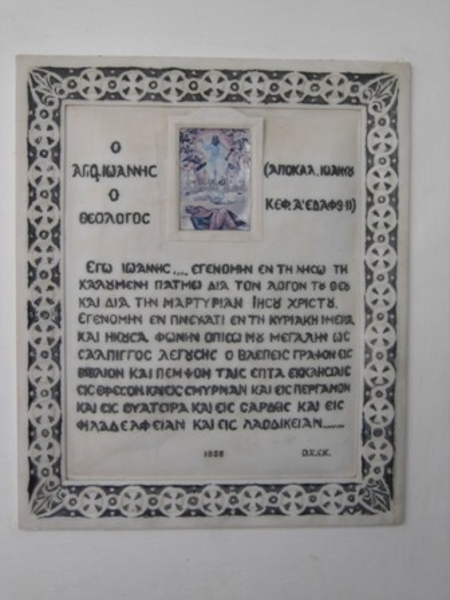 Ο
ΑΓΙΟΣ ΙΩΑΝΝΗΣ
Ο
ΘΕΟΛΟΓΟΣ
(ΑΠΟΚΑΛ. ΙΩΑΝΝΟΥ
ΚΕΦ. Α' ΕΔΑΦ 9-11)
ΕΓΩ ΙΩΑΝΝΗΣ.... ΕΓΕΝΟΜΗΝ ΕΝ ΤΗ ΝΗΣΩ ΤΗ
ΚΑΛΟΥΜΕΝΗ ΠΑΤΜΩ ΔΙΑ ΤΟΝ ΛΟΓΟΝ ΤΟΥ ΘΕΟΥ
ΚΑΙ ΔΙΑ ΤΗΝ ΜΑΡΤΥΡΙΑΝ ΙΗΣΟΥ ΧΡΙΣΤΟΥ.
ΕΓΕΝΟΜΗΝ ΕΝ ΠΝΕΥΜΑΤΙ ΕΝ ΤΗ ΚΥΡΙΑΚΗ ΗΜΕΡΑ
ΚΑΙ ΗΚΟΥΣΑ ΦΩΝΗΝ ΟΠΙΣΩ ΜΟΥ ΜΕΓΑΛΗΝ ΩΣ
ΣΑΛΠΙΓΓΟΣ ΛΕΓΟΥΣΗΣ Ο ΒΛΕΠΕΙΣ ΓΡΑΨΟΝ ΕΙΣ
ΒΙΒΛΙΟΝ ΚΑΙ ΠΕΜΨΟΝ ΤΑΙΣ ΕΠΤΑ ΕΚΚΛΗΣΙΑΙΣ
ΕΙΣ ΕΦΕΣΟΝ ΚΑΙ ΕΙΣ ΣΜΥΡΝΑΝ ΚΑΙ ΕΙΣ ΠΕΡΓΑΜΟΝ
ΚΑΙ ΕΙΣ ΘΥΑΤΕΙΡΑ ΚΑΙ ΕΙΣ ΣΑΡΔΕΙΣ ΚΑΙ ΕΙΣ
ΦΙΛΑΔΕΛΦΕΙΑΝ ΚΑΙ ΕΙΣ ΛΑΟΔΙΚΕΙΑΝ......